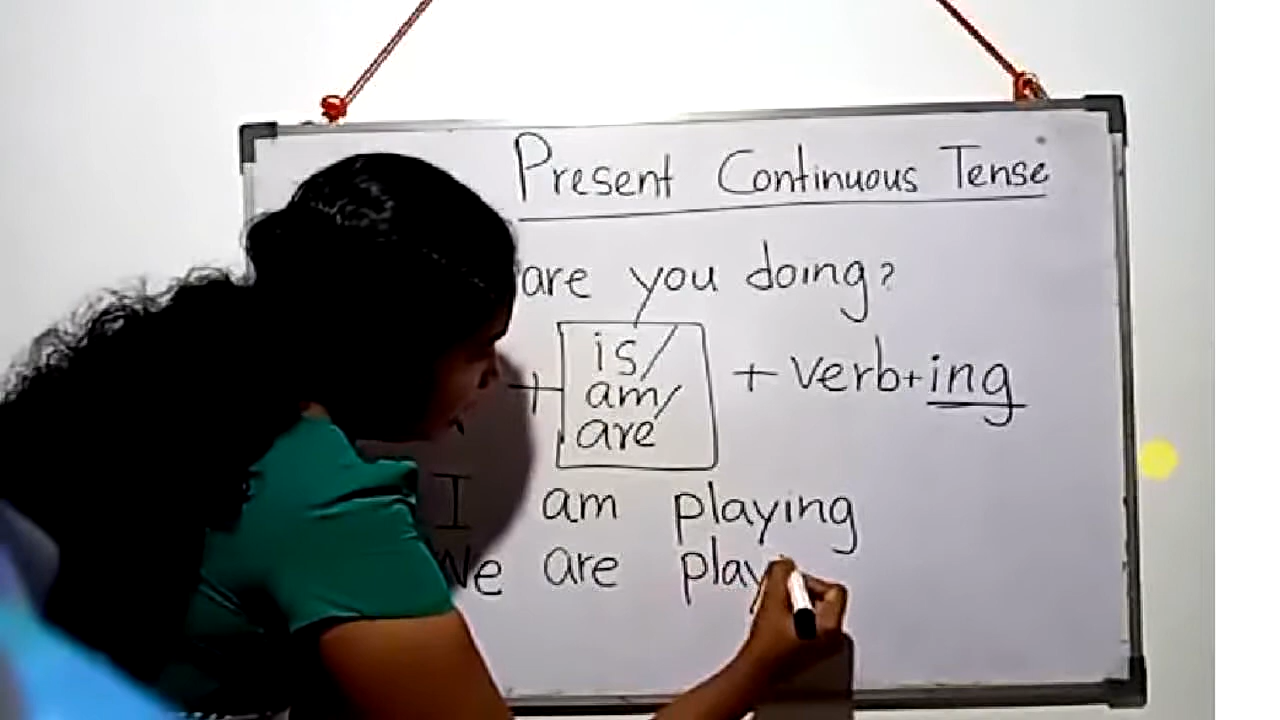 Present Continuous Tense
are you doing?
+ is/ + verb+ing
am/
are
I am playing
We are play